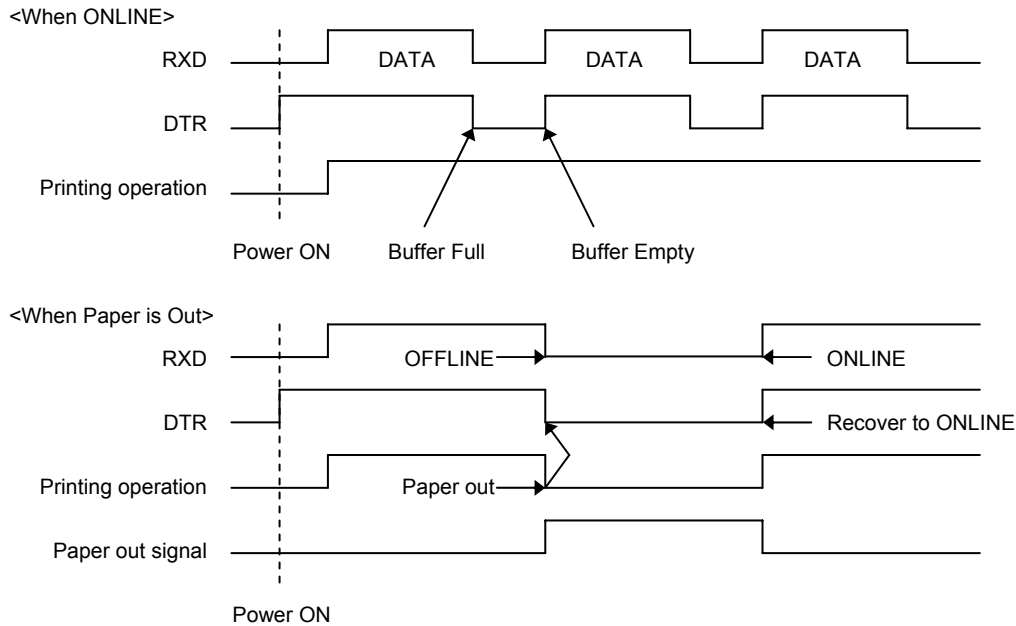 <When ONLINE>
RXD DATA DATA DATA
DTR
Printing operation
Power ON Buffer Full Buffer Empty
<When Paper is Out>
RXD OFFLINE ONLINE
DTR Recover to ONLINE
Printing operation Paper out
Paper out signal
Power ON